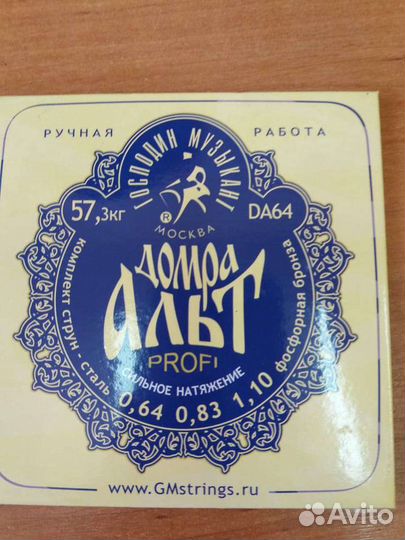 РУЧНАЯ РАБОТА
ГОСПОДИН МУЗЫКАНТ
®
МОСКВА
57,3кг
DA64
домра
альт
PROFI
сильное натяжение
комплект струн - сталь 0,64 0,83 1,10 фосфорная бронза
www.GMstrings.ru
Avito